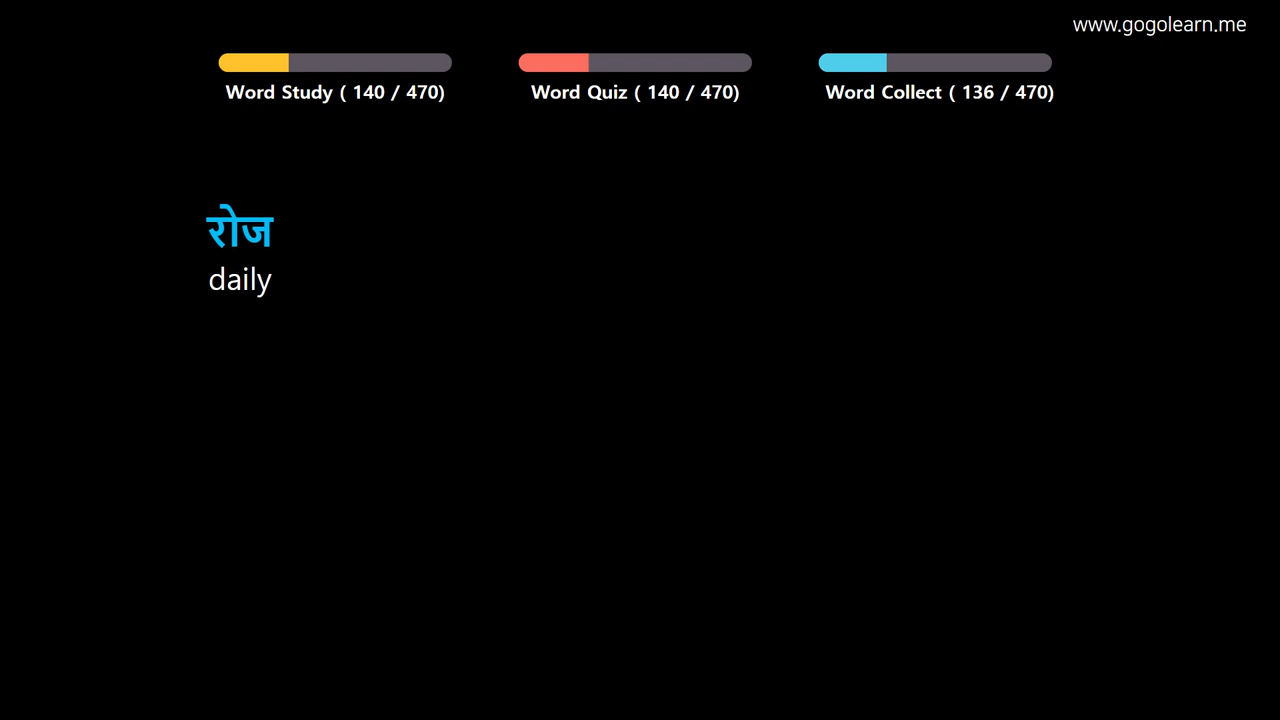 www.gogolearn.me
Word Study ( 140 / 470)
Word Quiz ( 140 / 470)
Word Collect ( 136 / 470)
रोज
daily